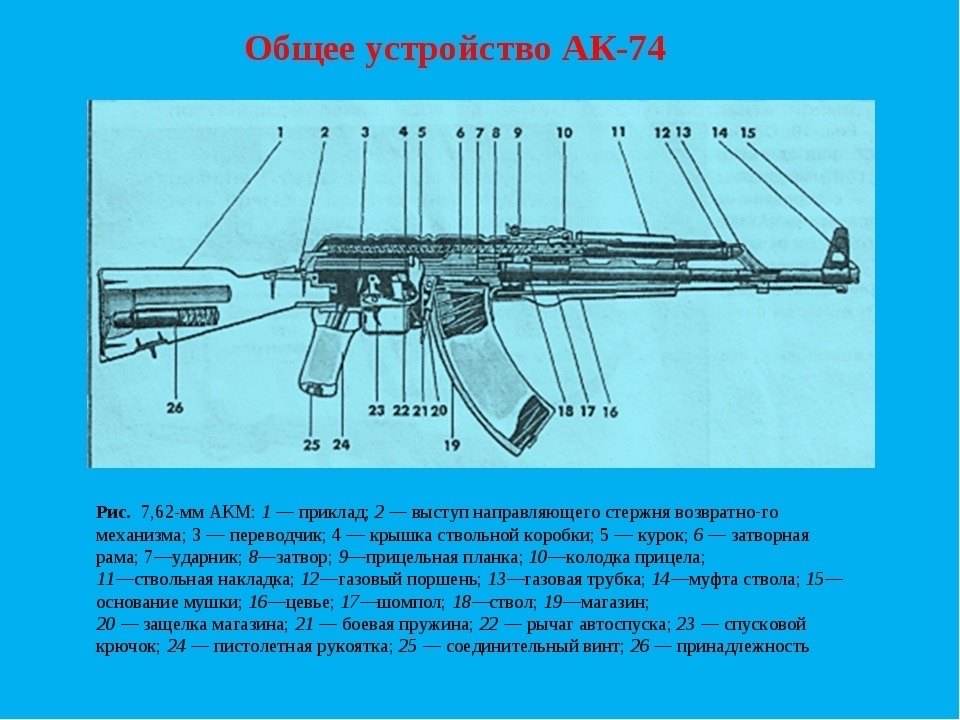 Общее устройство АК-74
1 2 3 4 5 6 7 8 9 10 11 12 13 14 15
26 25 24 23 22 21 20 19 18 17 16
Рис. 7,62-мм АКМ: 1 — приклад; 2 — выступ направляющего стержня возвратно-го
механизма; 3 — переводчик; 4 — крышка ствольной коробки; 5 — курок; 6 — затворная
рама; 7—ударник; 8—затвор; 9—прицельная планка; 10—колодка прицела;
11—ствольная накладка; 12—газовый поршень; 13—газовая трубка; 14—муфта ствола; 15—
основание мушки; 16—цевье; 17—шомпол; 18—ствол; 19—магазин;
20 — защелка магазина; 21 — боевая пружина; 22 — рычаг автоспуска; 23 — спусковой
крючок; 24 — пистолетная рукоятка; 25 — соединительный винт; 26 — принадлежность